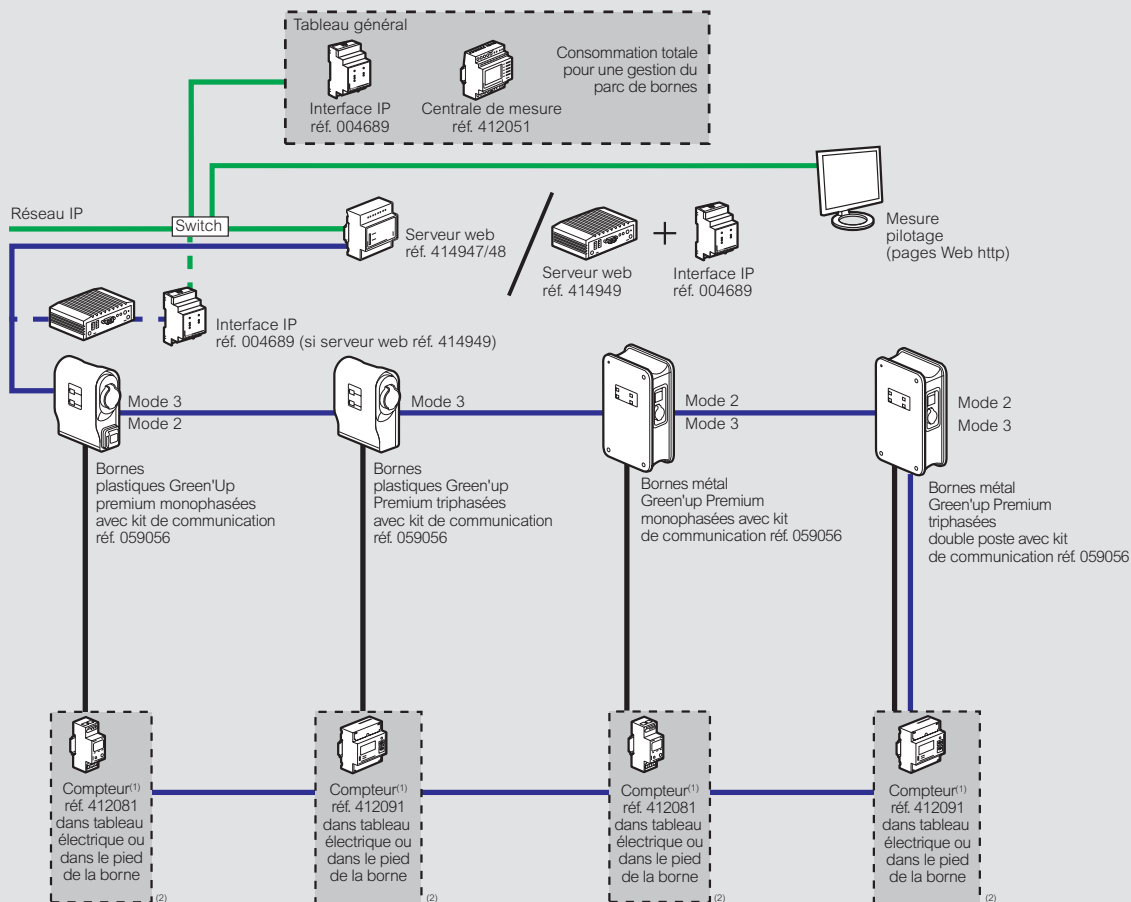 Tableau général
Consommation totale
pour une gestion du
parc de bornes
Interface IP
réf. 004689
Centrale de mesure
réf. 412051
Réseau IP
Switch
Serveur web
réf. 414947/48
Serveur web
réf. 414949
+
Interface IP
réf. 004689
Mesure
pilotage
(pages Web http)
Interface IP
réf. 004689 (si serveur web réf. 414949)
Mode 3
Mode 2
Mode 3
Mode 2
Mode 3
Mode 2
Mode 3
Bornes
plastiques Green'Up
premium monophasées
avec kit de communication
réf. 059056
Bornes
plastiques Green'up
Premium triphasées
avec kit de communication
réf. 059056
Bornes métal
Green'up Premium
monophasées avec kit
de communication réf. 059056
Bornes métal
Green'up Premium
triphasées
double poste avec kit
de communication réf. 059056
Compteur(1)
réf. 412081
dans tableau
électrique ou
dans le pied
de la borne
(2)
Compteur(1)
réf. 412091
dans tableau
électrique ou
dans le pied
de la borne
(2)
Compteur(1)
réf. 412081
dans tableau
électrique ou
dans le pied
de la borne
(2)
Compteur(1)
réf. 412091
dans tableau
électrique ou
dans le pied
de la borne
(2)